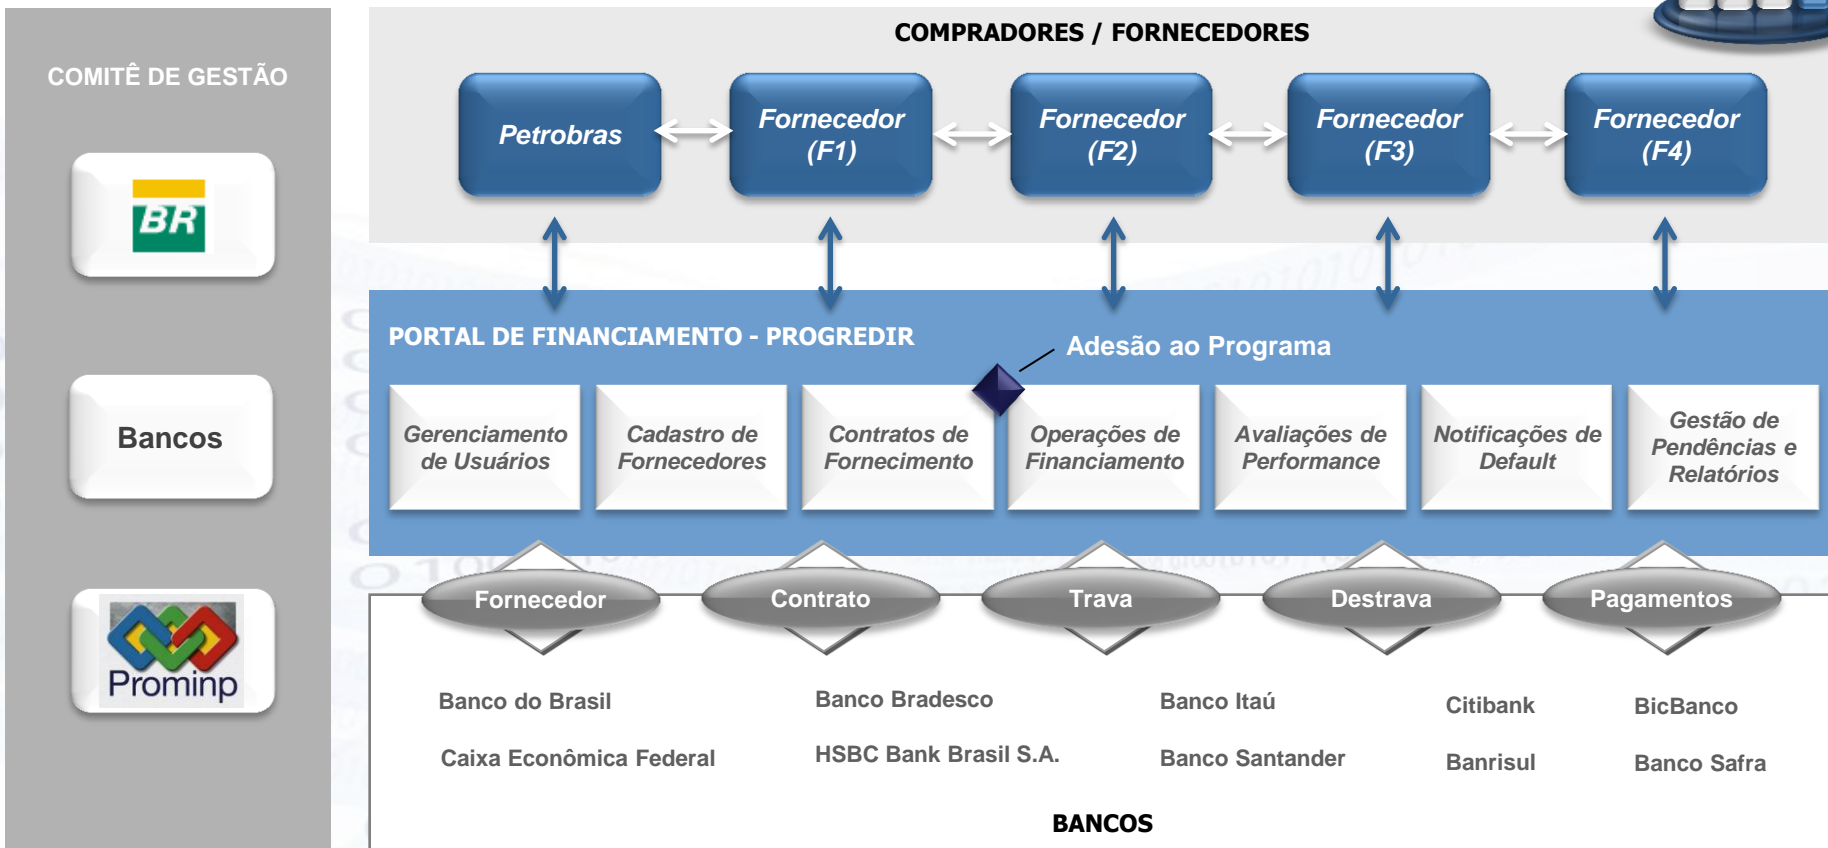 COMITÊ DE GESTÃO
BR
Bancos
Prominp
COMPRADORES / FORNECEDORES
Petrobras
Fornecedor
(F1)
Fornecedor
(F2)
Fornecedor
(F3)
Fornecedor
(F4)
PORTAL DE FINANCIAMENTO - PROGREDIR
Adesão ao Programa
Gerenciamento
de Usuários
Cadastro de
Fornecedores
Contratos de
Fornecimento
Operações de
Financiamento
Avaliações de
Performance
Notificações de
Default
Gestão de
Pendências e
Relatórios
Fornecedor
Contrato
Trava
Destrava
Pagamentos
Banco do Brasil
Banco Bradesco
Banco Itaú
Citibank
BicBanco
Caixa Econômica Federal
HSBC Bank Brasil S.A.
Banco Santander
Banrisul
Banco Safra
BANCOS